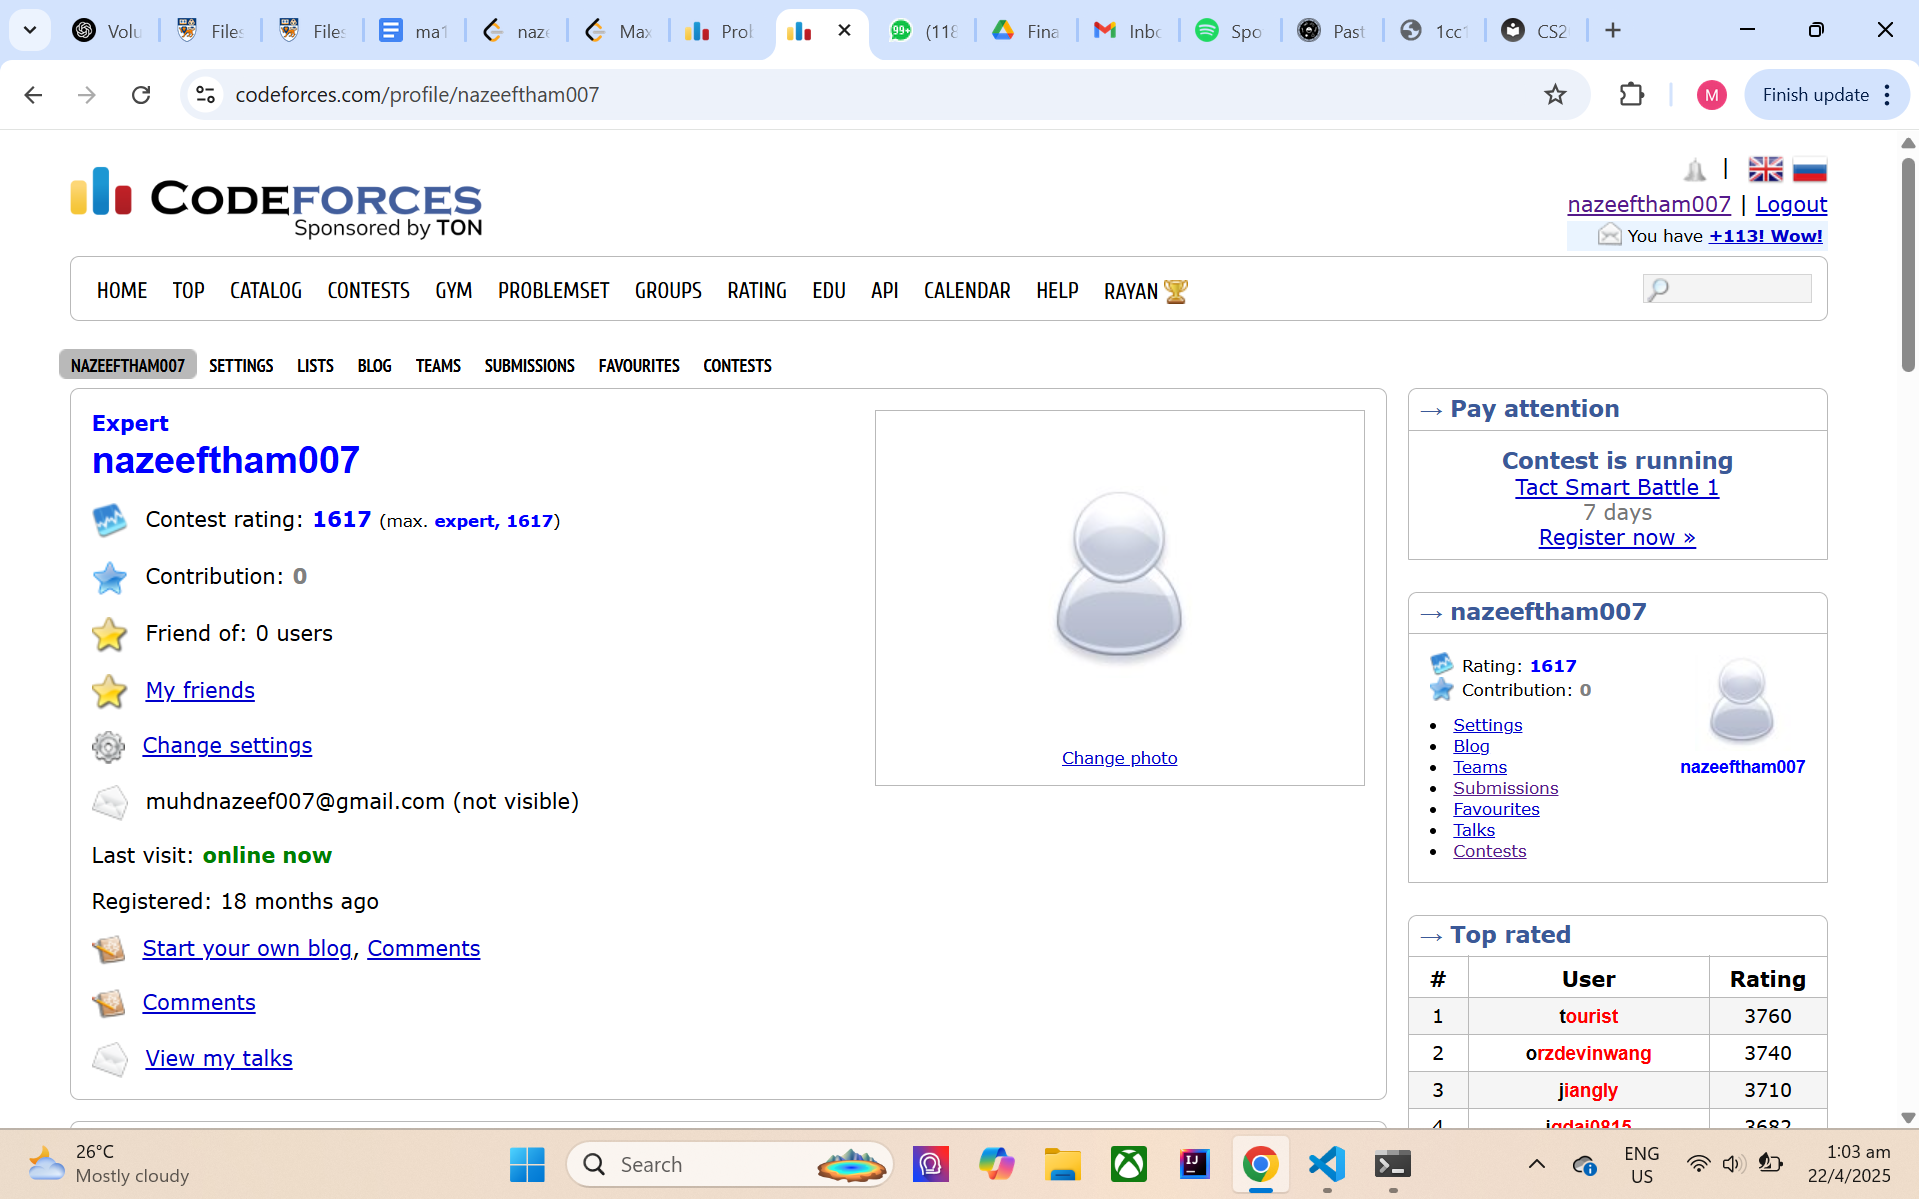 Volu
Files
Files
ma1
naze
Max
Prob
99+
(118
Fina
Inbo
Spo
Past
1cc1
CS2
codeforces.com/profile/nazeeftham007
M
Finish update
CODEFORCES
Sponsored by TON
|
nazeeftham007 | Logout
You have +113! Wow!
HOME TOP CATALOG CONTESTS GYM PROBLEMSET GROUPS RATING EDU API CALENDAR HELP RAYAN
NAZEEFTHAM007 SETTINGS LISTS BLOG TEAMS SUBMISSIONS FAVOURITES CONTESTS
Expert
nazeeftham007
Contest rating: 1617 (max. expert, 1617)
Contribution: 0
Friend of: 0 users
My friends
Change settings
muhdnazeef007@gmail.com (not visible)
Last visit: online now
Registered: 18 months ago
Start your own blog, Comments
Comments
View my talks
Change photo
→ Pay attention
Contest is running
Tact Smart Battle 1
7 days
Register now »
→ nazeeftham007
Rating: 1617
Contribution: 0
• Settings
• Blog
• Teams
• Submissions
• Favourites
• Talks
• Contests
nazeeftham007
→ Top rated
# User Rating
1 tourist 3760
2 orzdevinwang 3740
3 jiangly 3710
4 jqdai0815 3682
26°C
Mostly cloudy
Search
IJ
ENG
US
1:03 am
22/4/2025